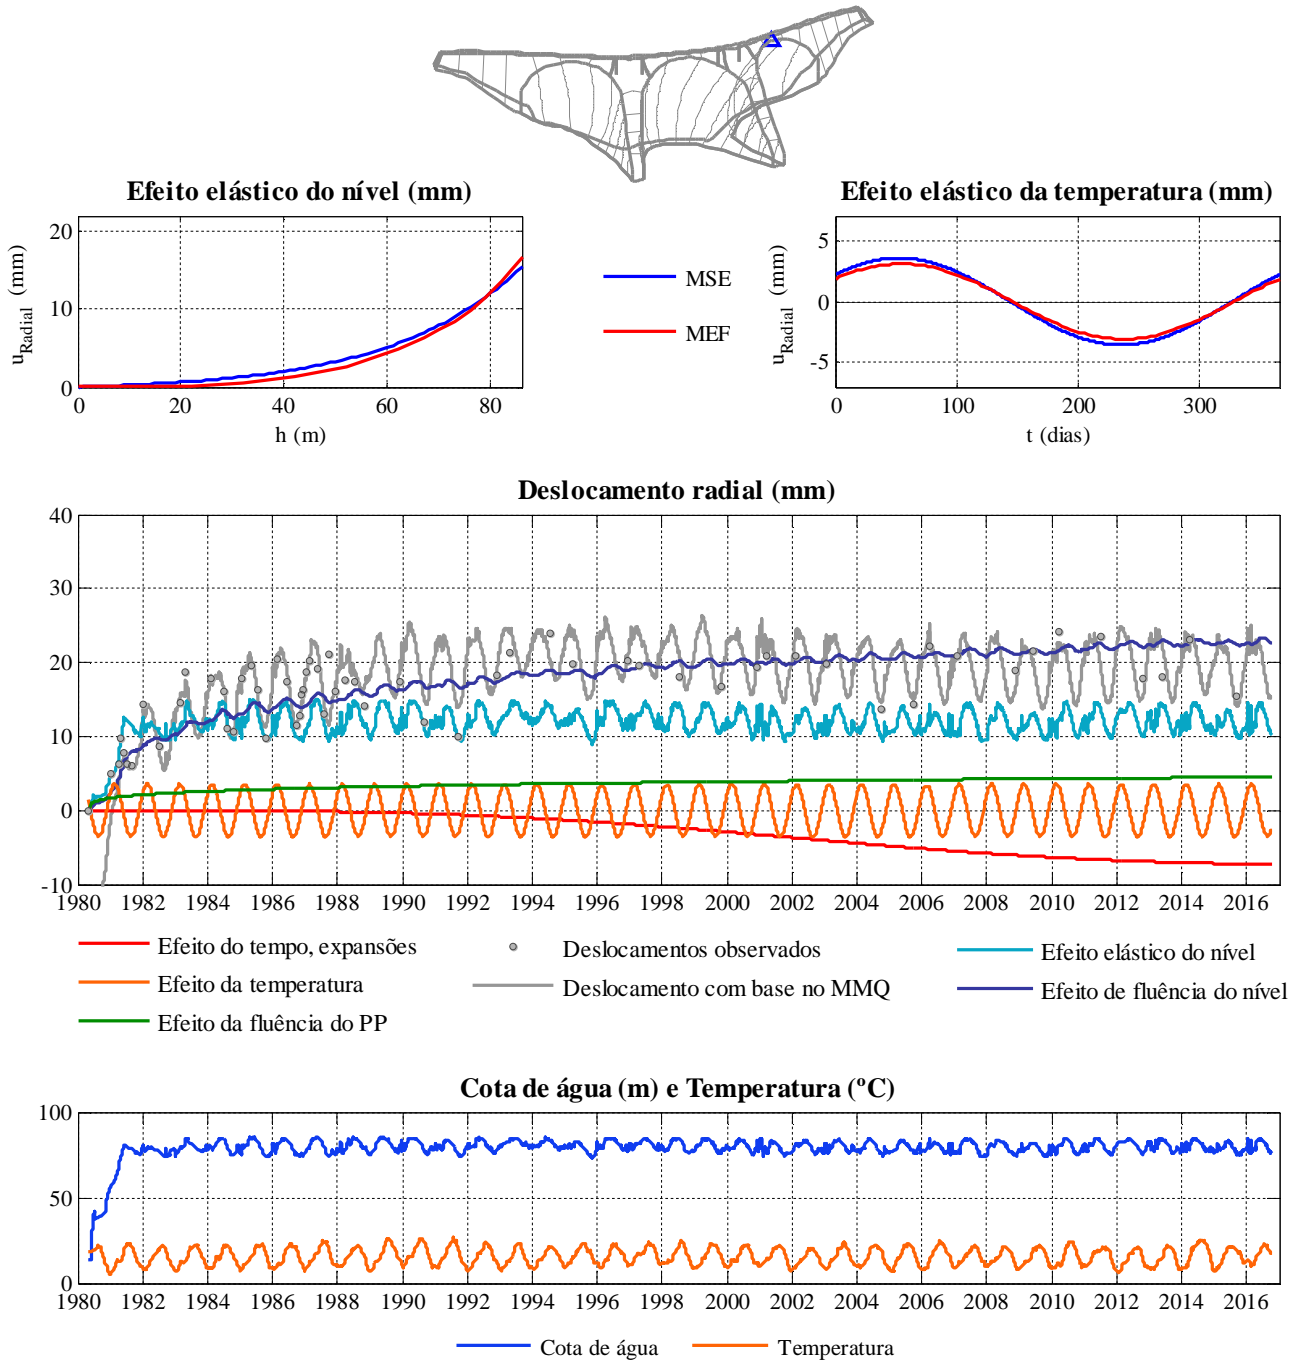 Efeito elástico do nível (mm)
Efeito elástico da temperatura (mm)
u_Radial (mm)
20
10
0
0 20 40 60 80
h (m)
MSE
MEF
u_Radial (mm)
5
0
-5
0 100 200 300
t (dias)
Deslocamento radial (mm)
40
30
20
10
0
-10
1980 1982 1984 1986 1988 1990 1992 1994 1996 1998 2000 2002 2004 2006 2008 2010 2012 2014 2016
Efeito do tempo, expansões
Deslocamentos observados
Efeito elástico do nível
Efeito da temperatura
Deslocamento com base no MMQ
Efeito de fluência do nível
Efeito da fluência do PP
Cota de água (m) e Temperatura (ºC)
100
50
0
1980 1982 1984 1986 1988 1990 1992 1994 1996 1998 2000 2002 2004 2006 2008 2010 2012 2014 2016
Cota de água
Temperatura